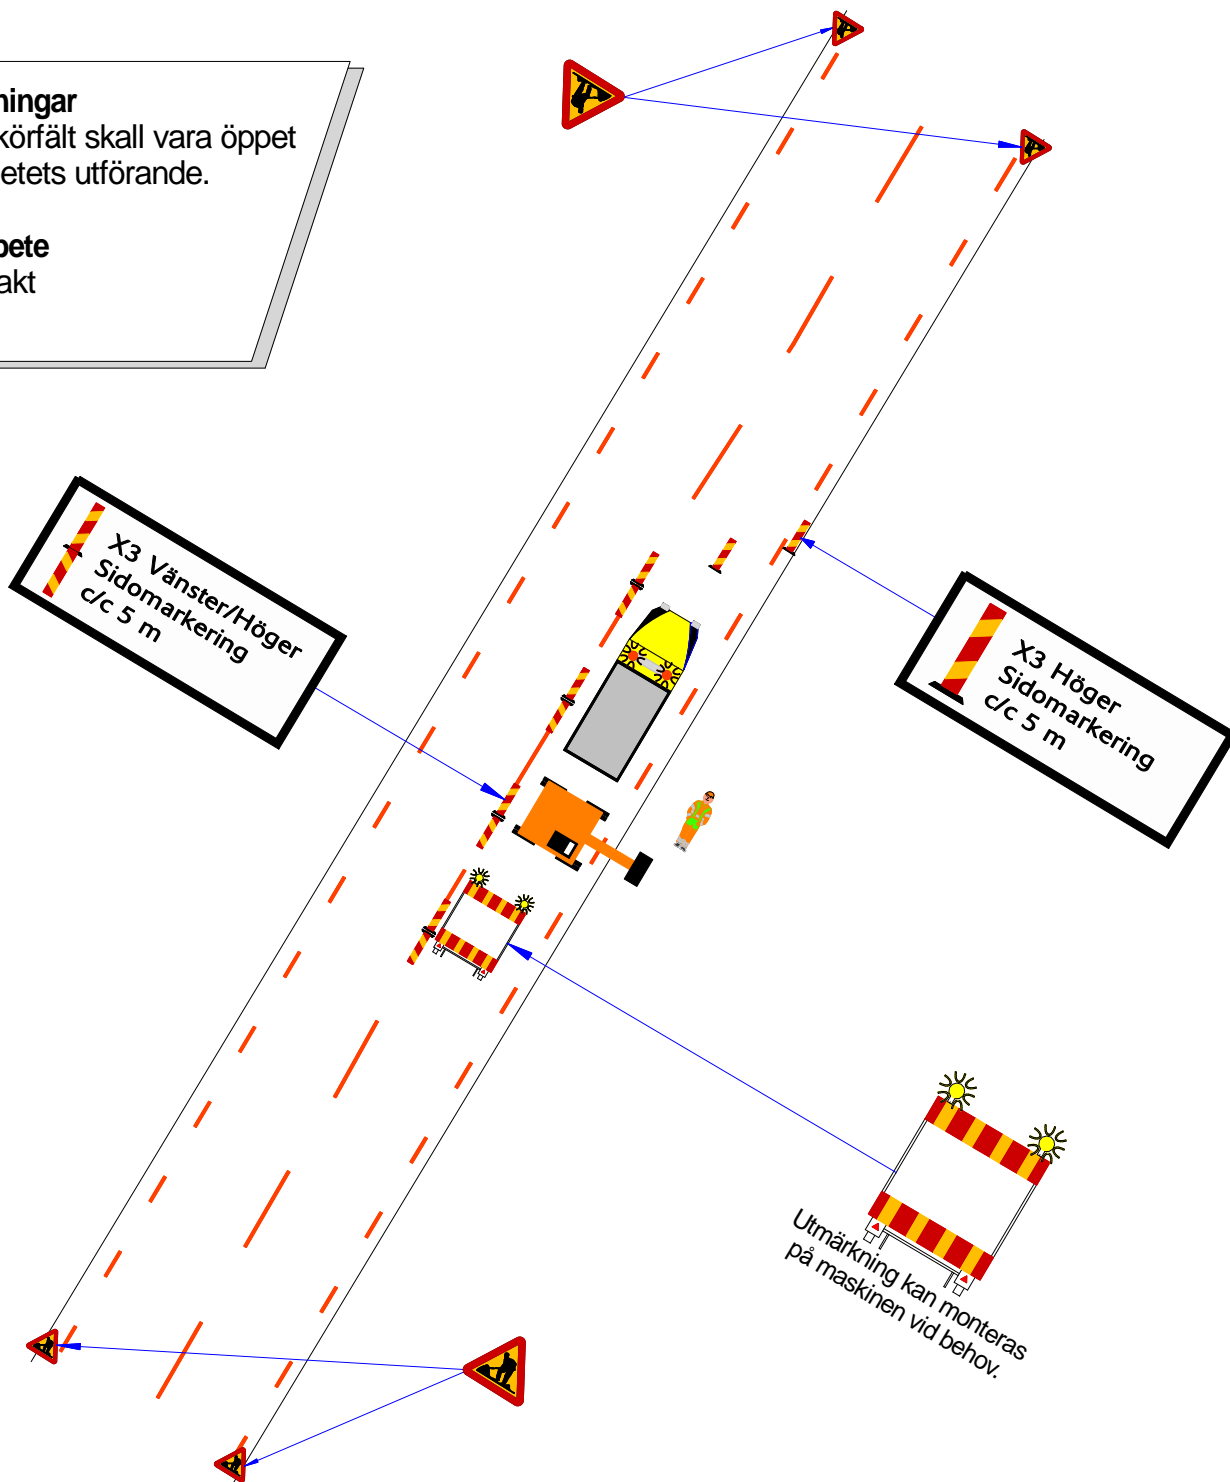 ningar
körfält skall vara öppet
etets utförande.
bete
akt
X3 Vänster/Höger
Sidomarkering
c/c 5 m
X3 Höger
Sidomarkering
c/c 5 m
Utmärkning kan monteras
på maskinen vid behov.